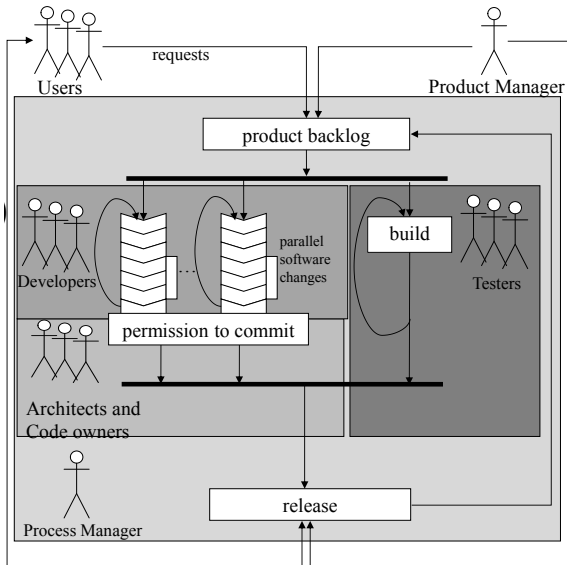 requests
Users
Product Manager
product backlog
Developers
...
parallel
software
changes
build
Testers
permission to commit
Architects and
Code owners
release
Process Manager